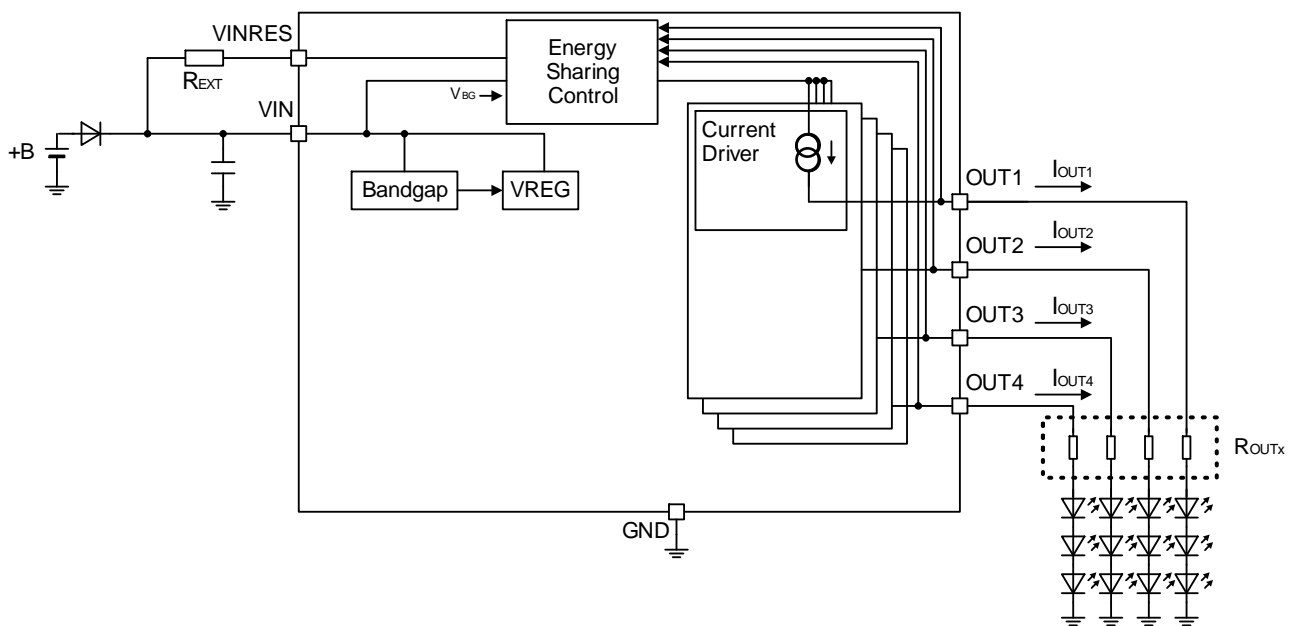 VINRES
REXT
VIN
+B
Energy
Sharing
Control
VBG
Bandgap
VREG
Current
Driver
OUT1
IOUT1
OUT2
IOUT2
OUT3
IOUT3
OUT4
IOUT4
ROUTx
GND